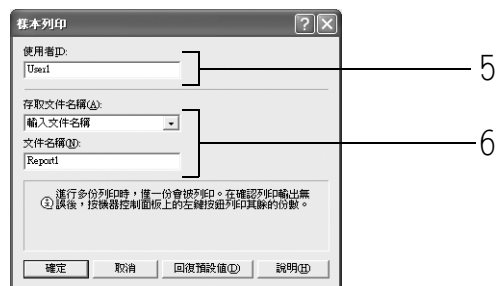 樣本列印
使用者ID:
User1
5
存取文件名稱(A):
輸入文件名稱
文件名稱(N):
Report1
6
進行多份列印時，僅一份會被列印。在確認列印輸出無
誤後，按機器控制面板上的左鍵按鈕列印其餘的份數。
確定 取消 回復預設值(D) 說明(H)